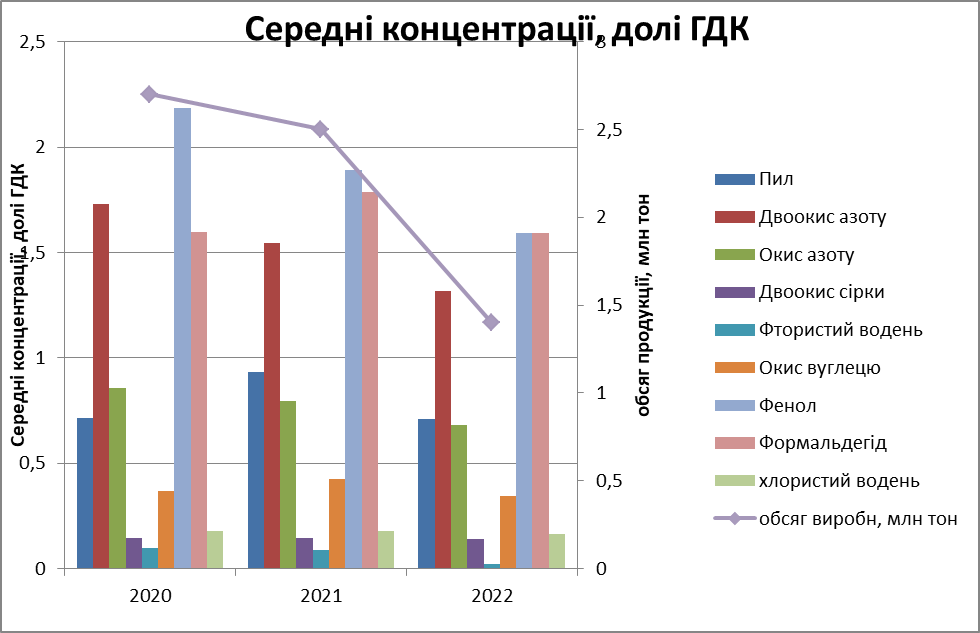 Середні концентрації, долі ГДК
Середні концентрації, долі ГДК
2,5
2
1,5
1
0,5
0
3
2,5
2
1,5
1
0,5
0
обсяг продукції, млн тон
2020
2021
2022
Пил
Двоокис азоту
Окис азоту
Двоокис сірки
Фтористий водень
Окис вуглецю
Фенол
Формальдегід
хлористий водень
обсяг виробн, млн тон